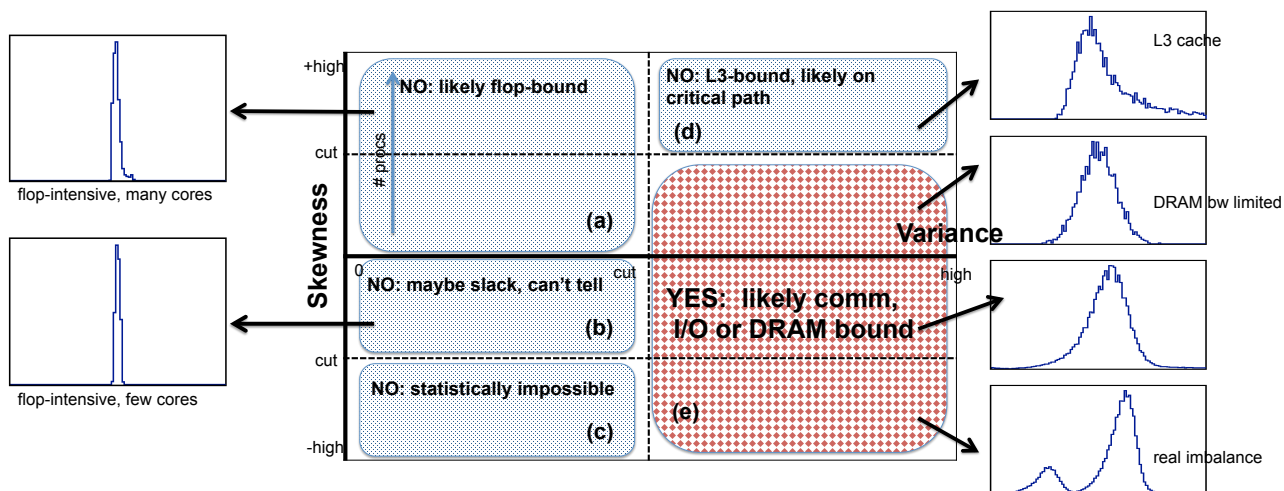 L3 cache
+high
NO: likely flop-bound
NO: L3-bound, likely on
critical path
(d)
# procs
cut
flop-intensive, many cores
Skewness
(a)
DRAM bw limited
Variance
0
cut
high
NO: maybe slack, can't tell
(b)
YES: likely comm,
I/O or DRAM bound
cut
NO: statistically impossible
flop-intensive, few cores
(c)
(e)
-high
real imbalance